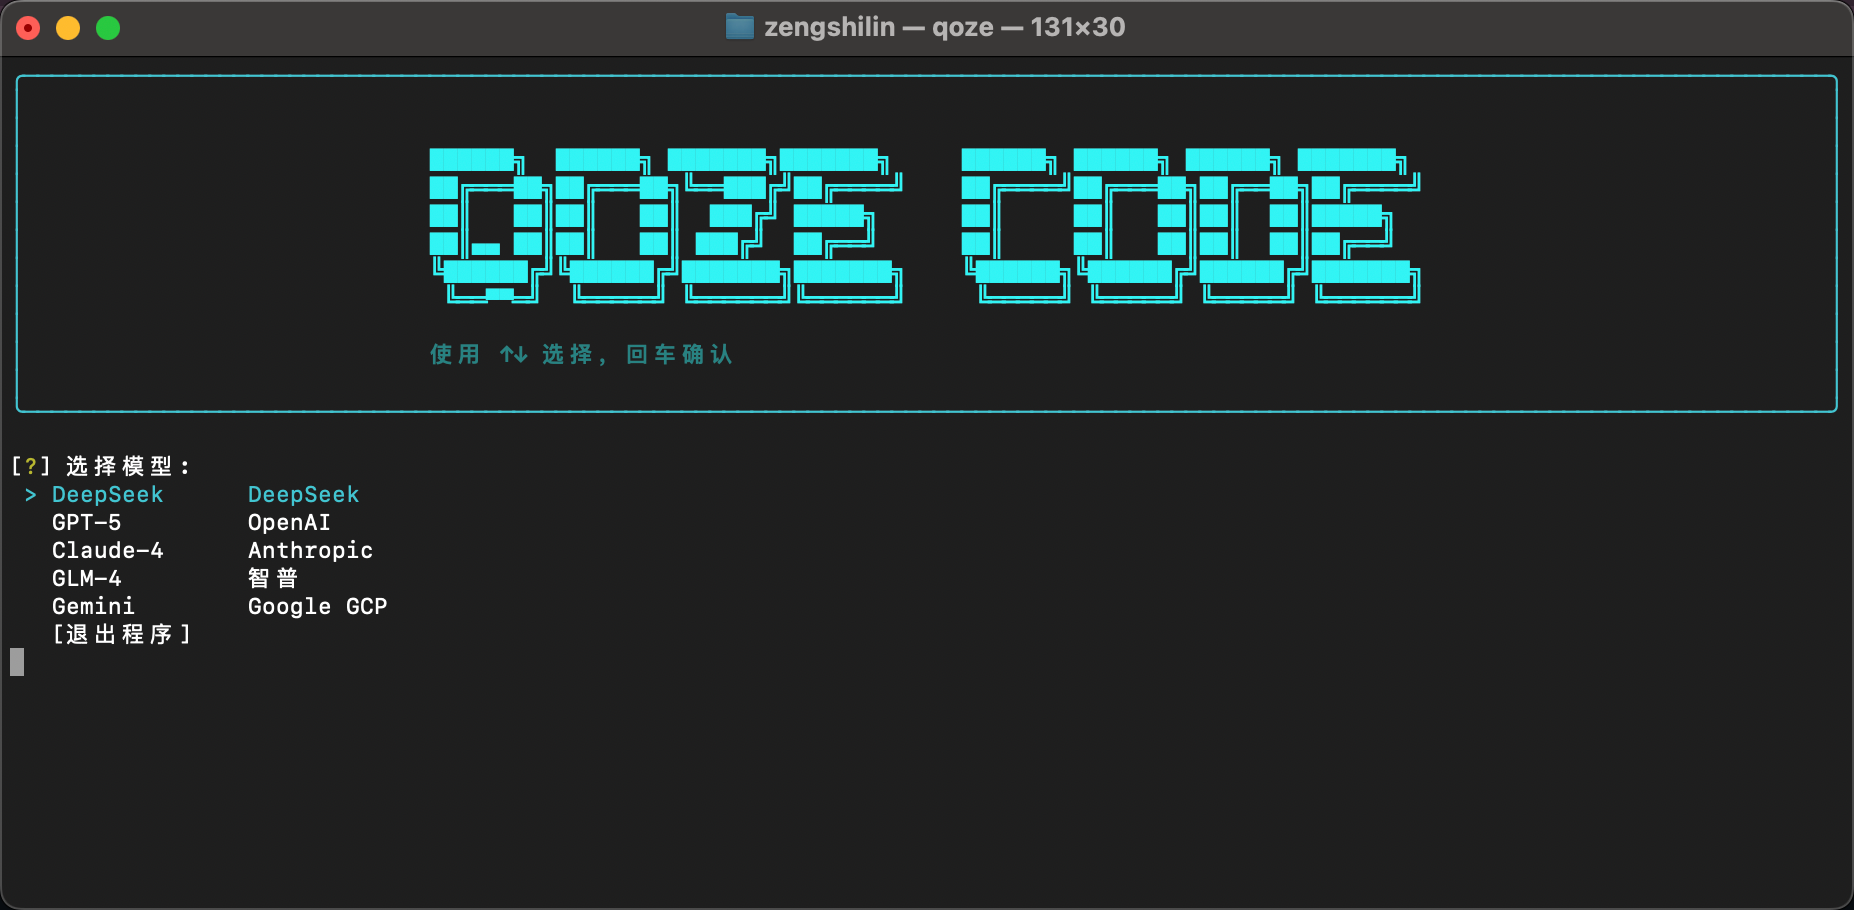 zengshilin — qoze — 131×30
QOZE CODE
使用 ↑↓ 选择, 回车确认
[?] 选择模型:
> DeepSeek DeepSeek
GPT-5 OpenAI
Claude-4 Anthropic
GLM-4 智普
Gemini Google GCP
[退出程序]